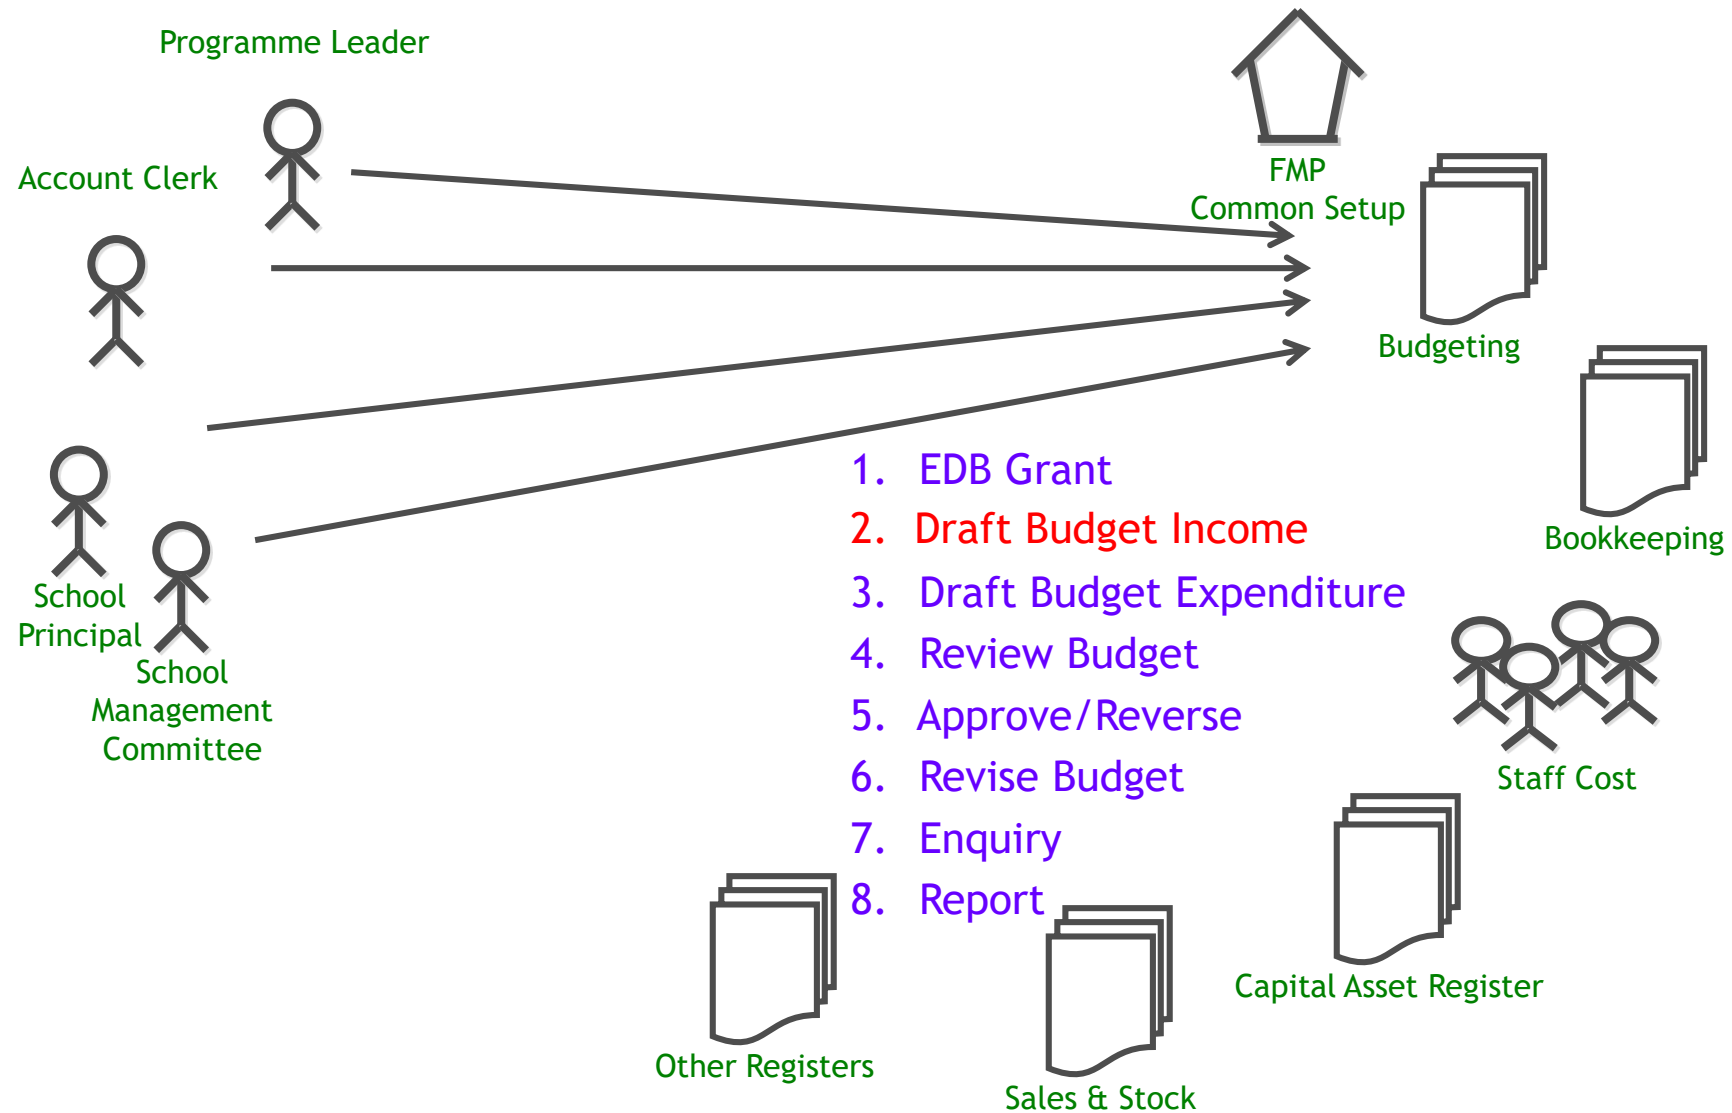 Programme Leader
Account Clerk
FMP
Common Setup
Budgeting
Bookkeeping
1. EDB Grant
2. Draft Budget Income
3. Draft Budget Expenditure
4. Review Budget
5. Approve/Reverse
6. Revise Budget
7. Enquiry
8. Report
School
Principal
School
Management
Committee
Staff Cost
Capital Asset Register
Other Registers
Sales & Stock